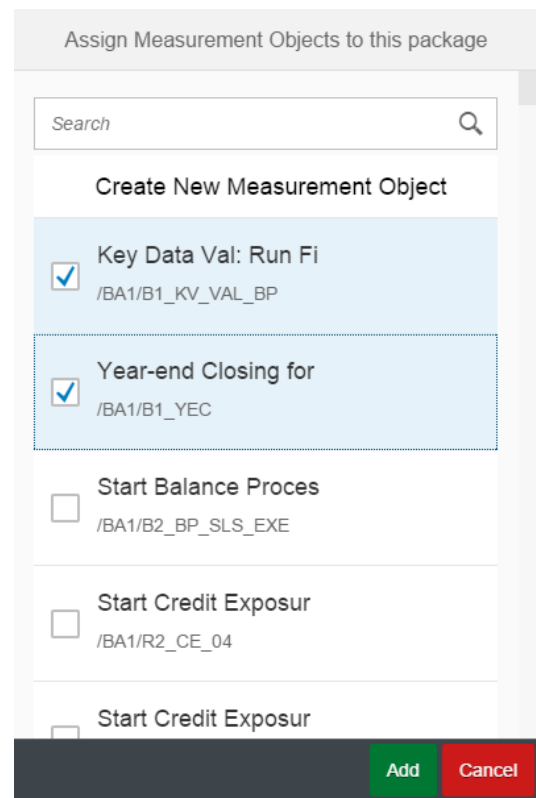 Assign Measurement Objects to this package
Search
Create New Measurement Object
Key Data Val: Run Fi
/BA1/B1_KV_VAL_BP
Year-end Closing for
/BA1/B1_YEC
Start Balance Proces
/BA1/B2_BP_SLS_EXE
Start Credit Exposur
/BA1/R2_CE_04
Start Credit Exposur
Add Cancel